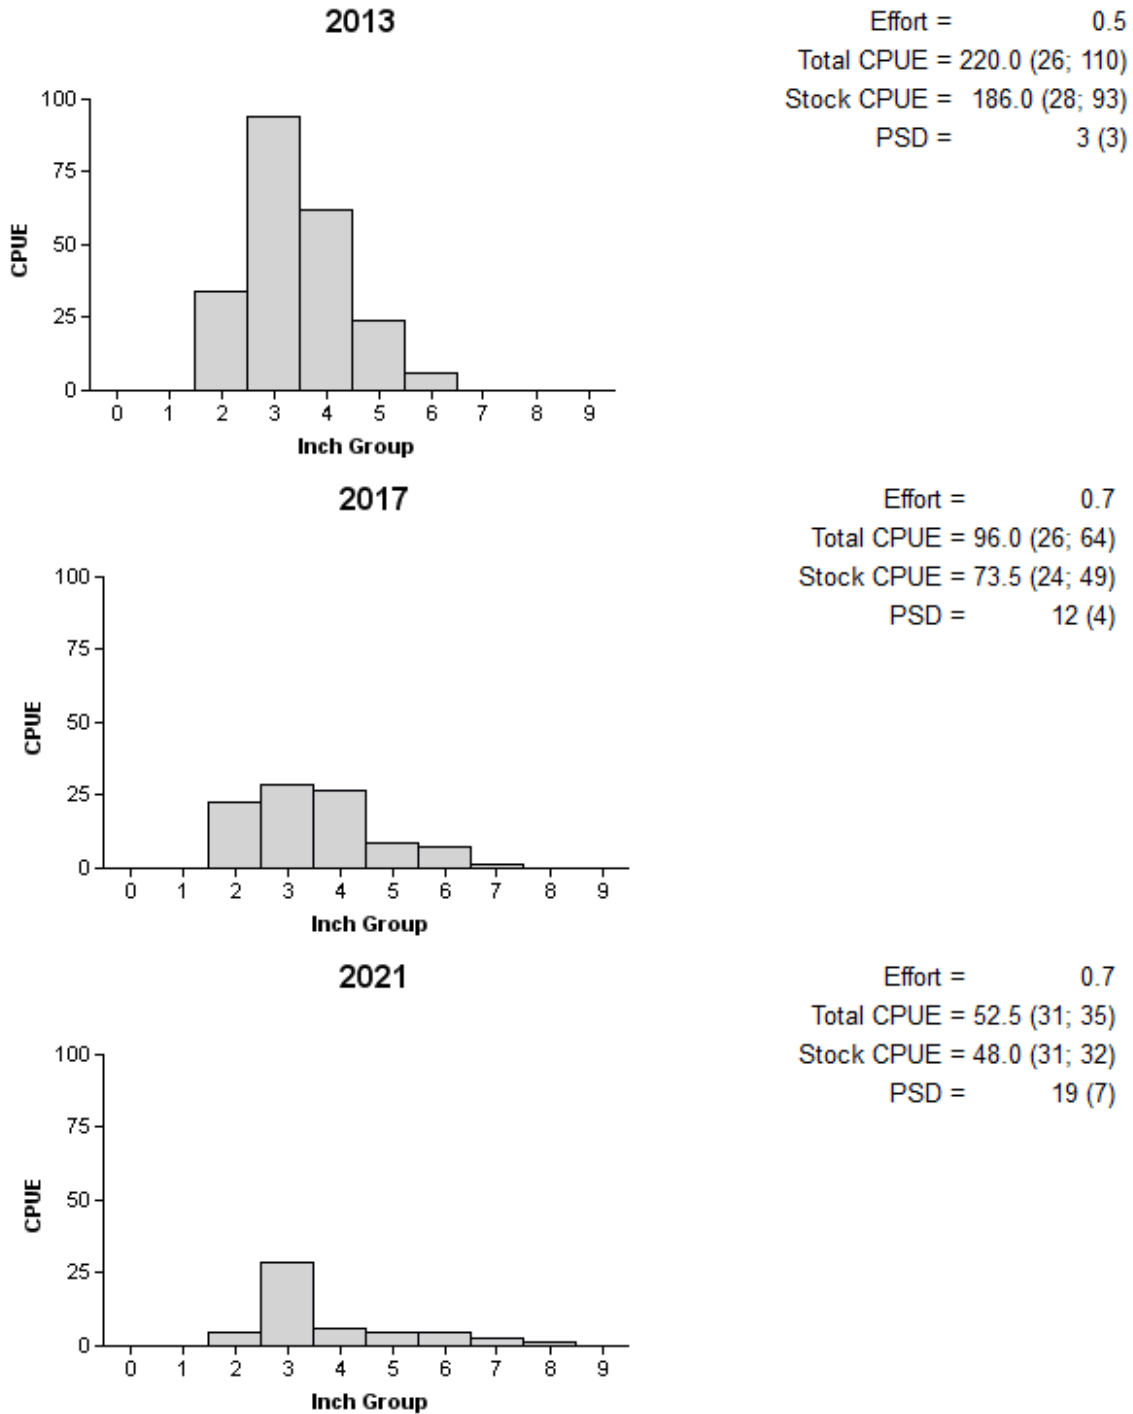 2013
Effort = 0.5
Total CPUE = 220.0 (26; 110)
Stock CPUE = 186.0 (28; 93)
PSD = 3 (3)
100
75
50
25
0
CPUE
0 1 2 3 4 5 6 7 8 9
Inch Group
2017
Effort = 0.7
Total CPUE = 96.0 (26; 64)
Stock CPUE = 73.5 (24; 49)
PSD = 12 (4)
100
75
50
25
0
CPUE
0 1 2 3 4 5 6 7 8 9
Inch Group
2021
Effort = 0.7
Total CPUE = 52.5 (31; 35)
Stock CPUE = 48.0 (31; 32)
PSD = 19 (7)
100
75
50
25
0
CPUE
0 1 2 3 4 5 6 7 8 9
Inch Group